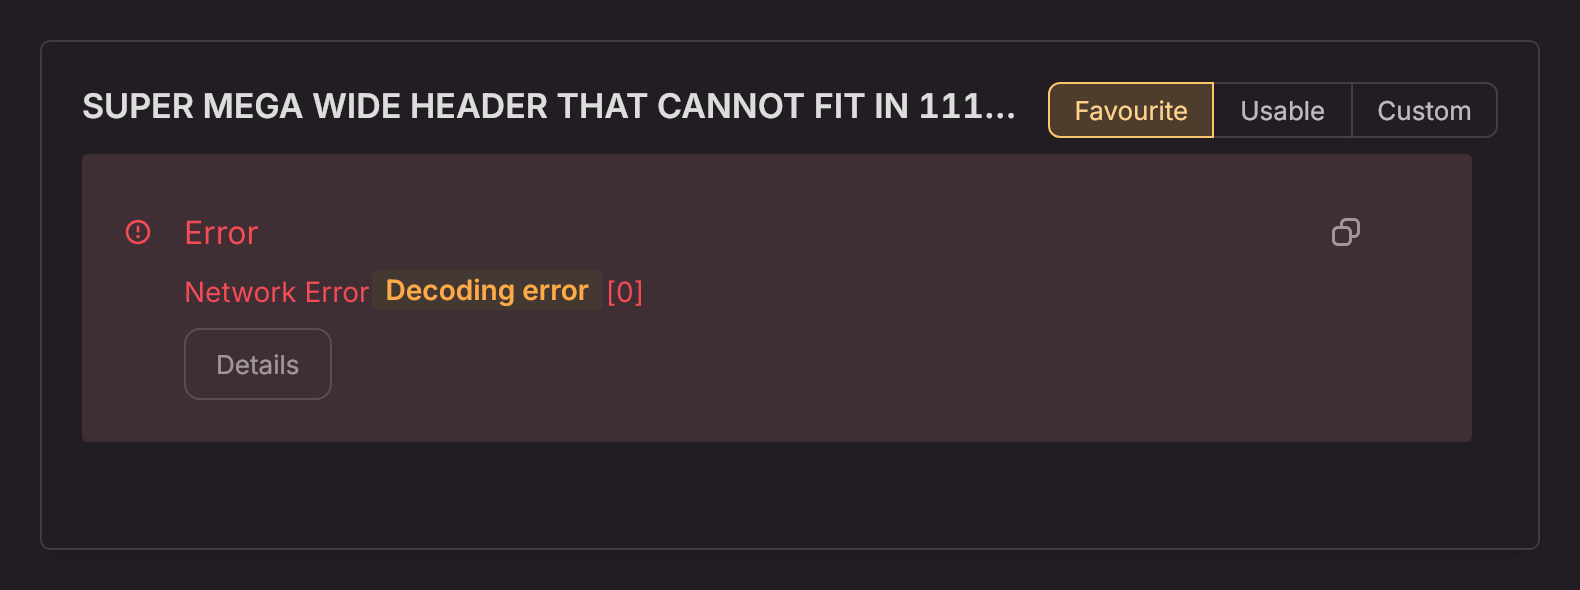 SUPER MEGA WIDE HEADER THAT CANNOT FIT IN 111...
Favourite Usable Custom
Error
Network Error Decoding error [0]
Details